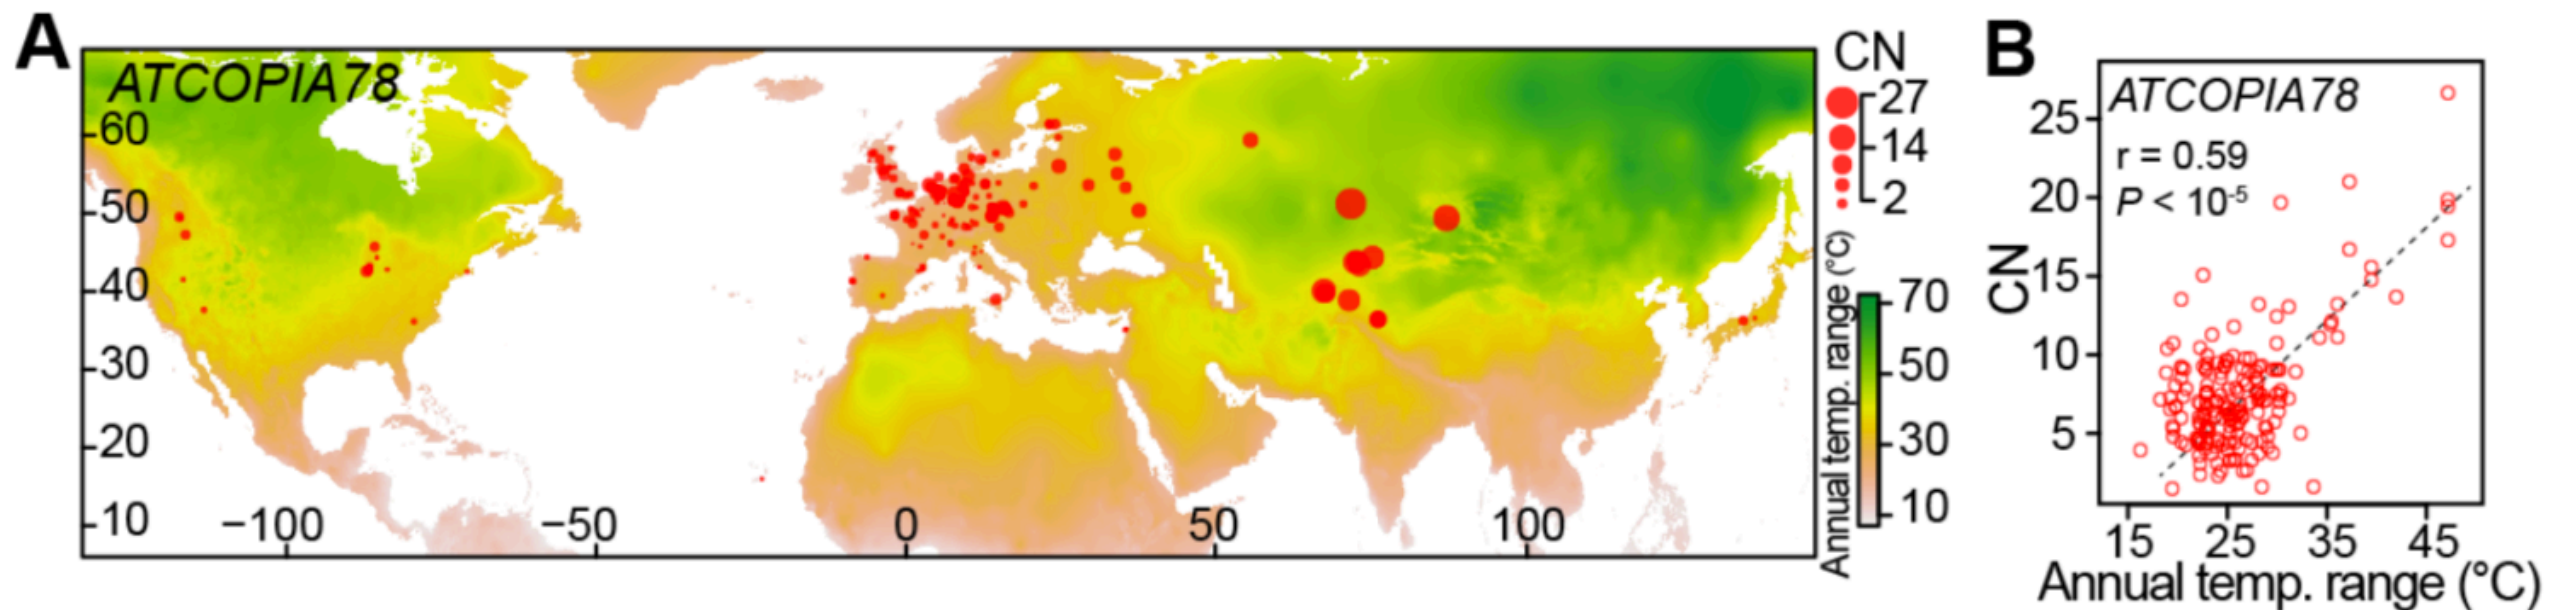 A
ATCOPIA78
60
50
40
30
20
10
−100 −50 0 50 100
CN
27
14
2
Annual temp. range (°C)
70
50
30
10
B
ATCOPIA78
r = 0.59
P < 10-5
CN
25
20
15
10
5
15 25 35 45
Annual temp. range (°C)